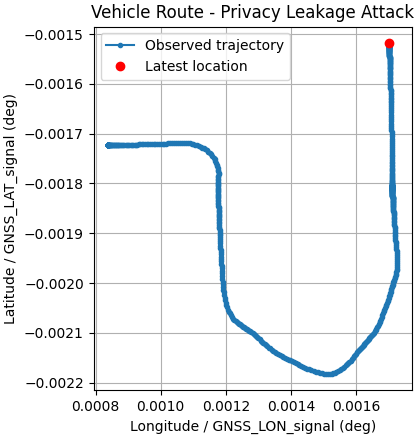 Vehicle Route - Privacy Leakage Attack
Observed trajectory
Latest location
−0.0015
−0.0016
−0.0017
−0.0018
−0.0019
−0.0020
−0.0021
−0.0022
Latitude / GNSS_LAT_signal (deg)
0.0008 0.0010 0.0012 0.0014 0.0016
Longitude / GNSS_LON_signal (deg)